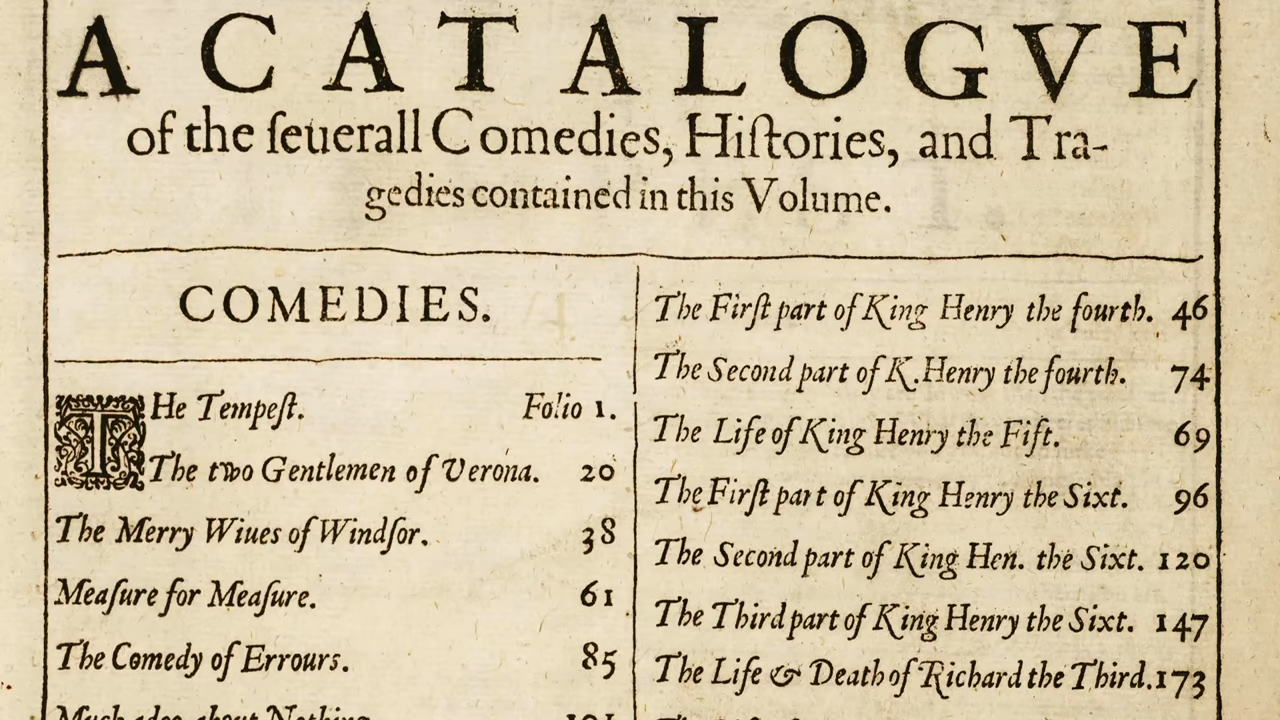 A CATALOGVE
of the ſeuerall Comedies, Hiſtories, and Tra-
gedies contained in this Volume.
COMEDIES.
THe Tempeſt. Folio 1.
The two Gentlemen of Verona. 20
The Merry Wiues of Windſor. 38
Meaſure for Meaſure. 61
The Comedy of Errours. 85
Much adoo about Nothing. 101
The Firſt part of King Henry the fourth. 46
The Second part of K. Henry the fourth. 74
The Life of King Henry the Fift. 69
The Firſt part of King Henry the Sixt. 96
The Second part of King Hen. the Sixt. 120
The Third part of King Henry the Sixt. 147
The Life & Death of Richard the Third. 173